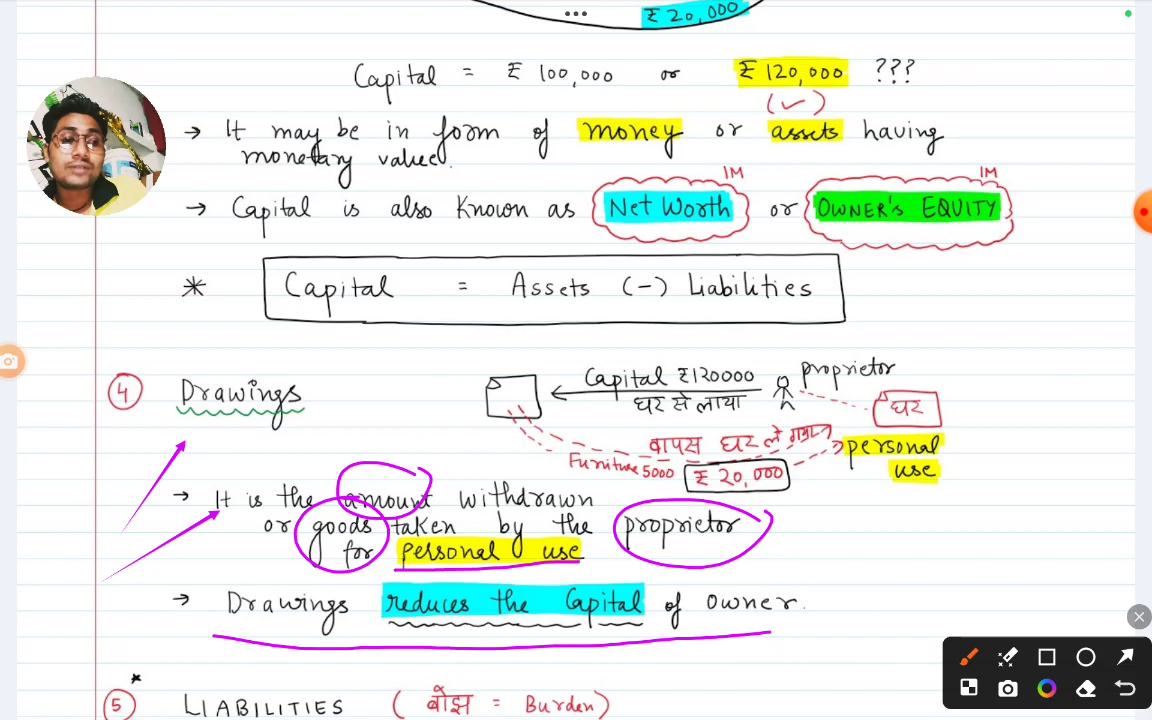 ₹ 20,000
Capital = ₹ 100,000 or ₹ 120,000 ???
(✓)
→ It may be in form of money or assets having
monetary value.
1M 1M
→ Capital is also known as Net Worth or OWNER's EQUITY
* Capital = Assets (-) Liabilities
④ Drawings
Capital ₹120000 proprietor
घर से लाया
घर
वापस घर ले गया
personal
use
Furniture 5000 ₹ 20,000
→ It is the amount withdrawn
or goods taken by the proprietor
for personal use
→ Drawings reduces the Capital of owner.
⑤ * LIABILITIES (बोझ = Burden)